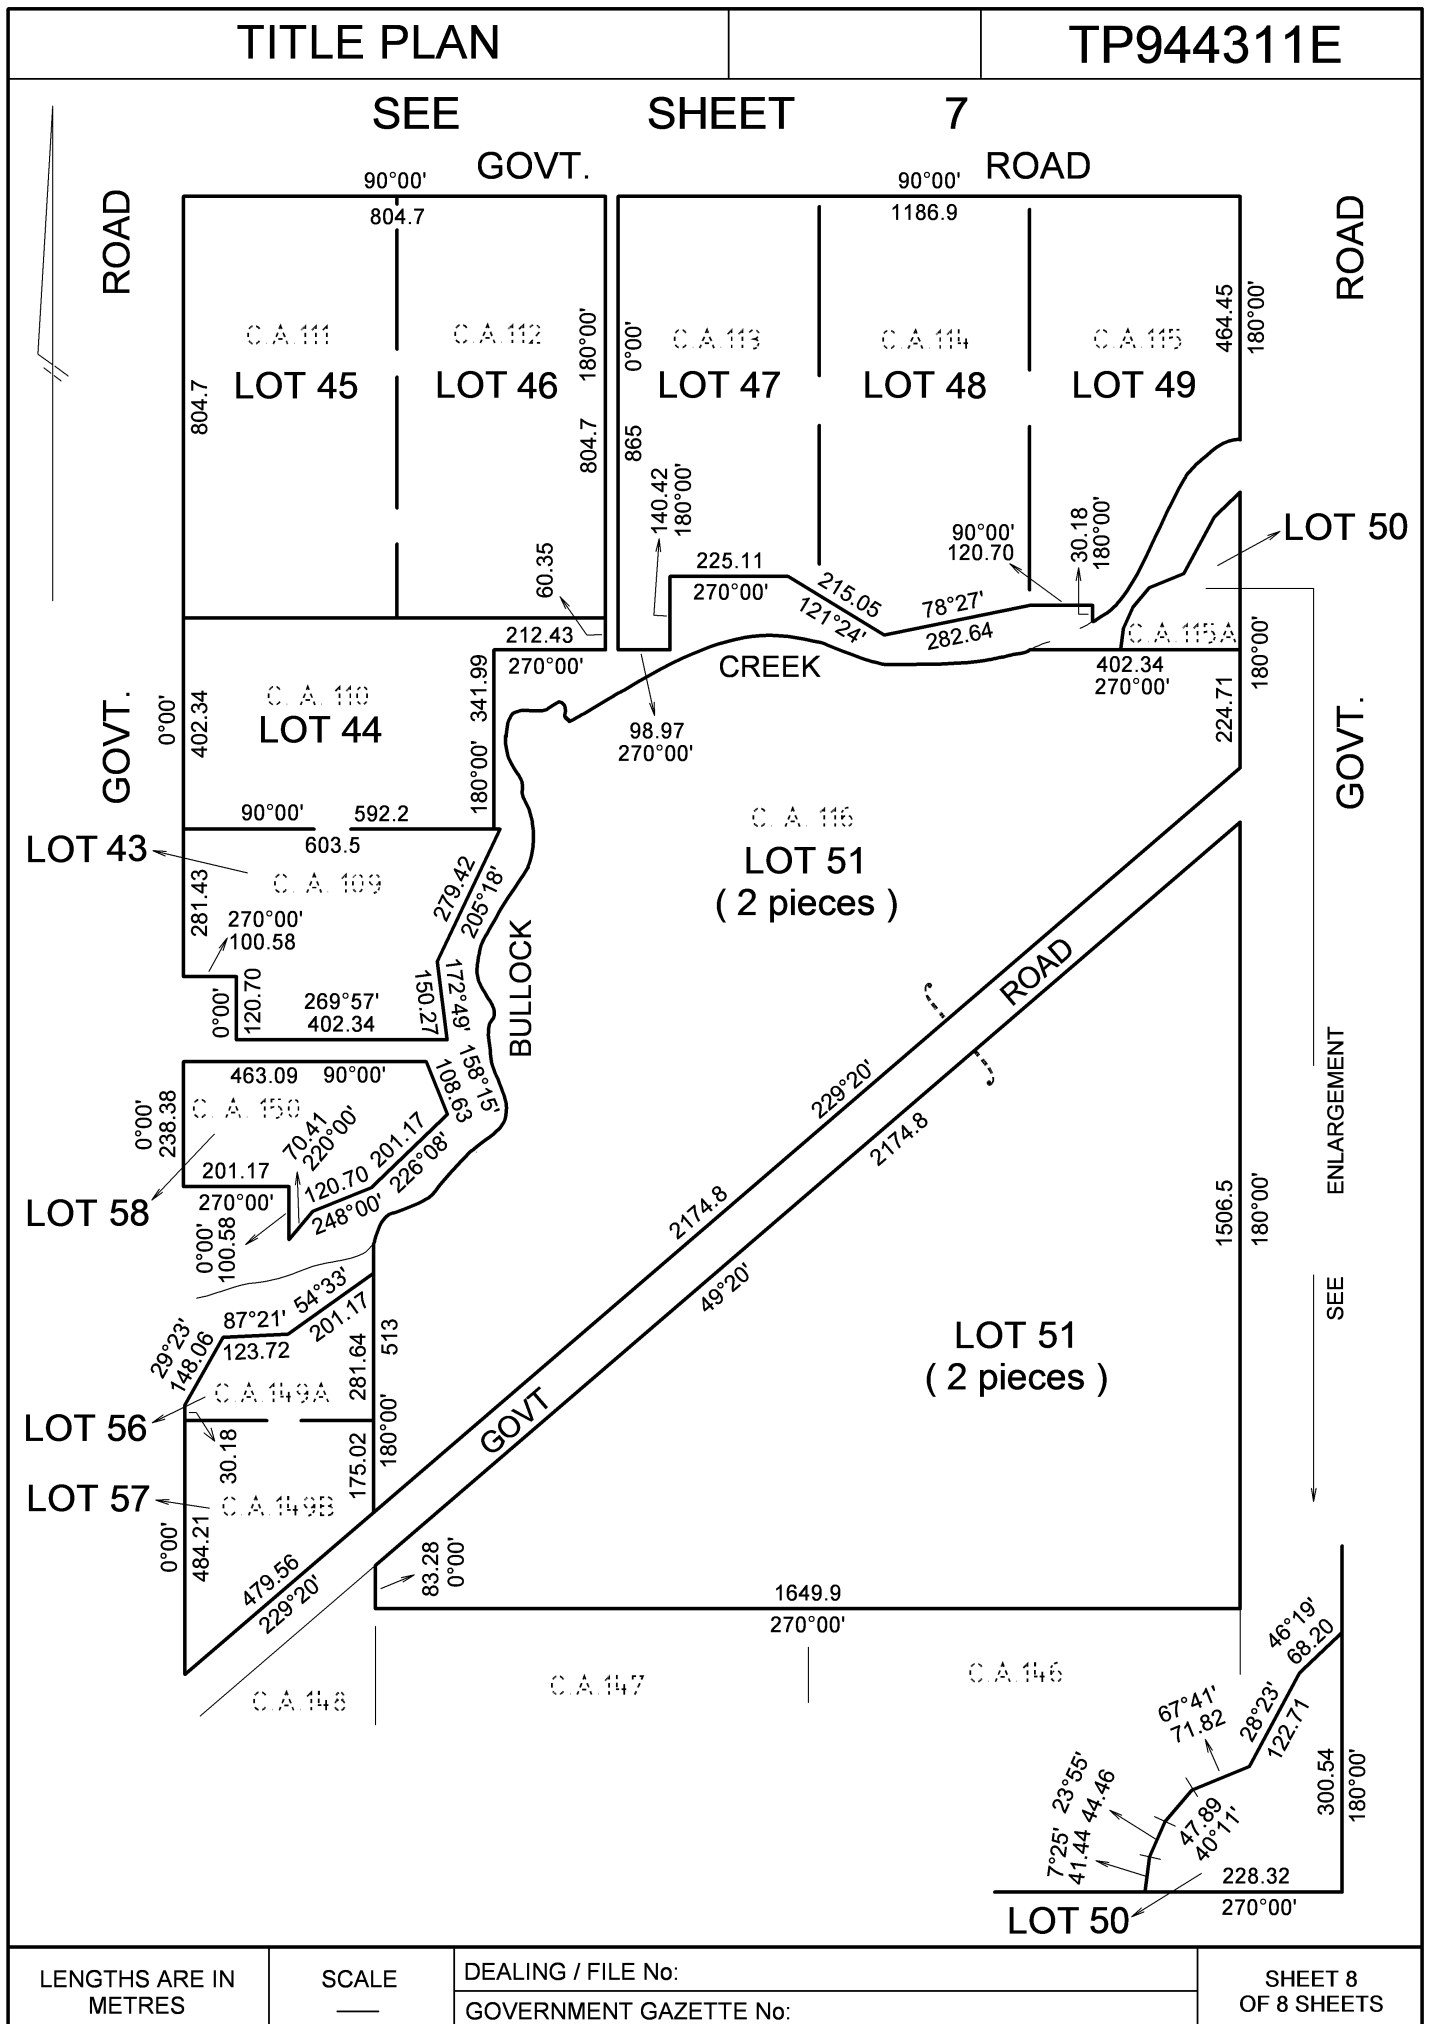 TITLE PLAN
TP944311E
SEE SHEET 7
GOVT. ROAD
ROAD
ROAD
90°00'
804.7
90°00'
1186.9
C.A.111
LOT 45
C.A.112
LOT 46
804.7
180°00'
804.7
0°00'
865
C.A.113
LOT 47
C.A.114
LOT 48
C.A.115
LOT 49
464.45
180°00'
140.42
180°00'
60.35
225.11
270°00'
215.05
121°24'
78°27'
282.64
90°00'
120.70
30.18
180°00'
LOT 50
C.A.115A
402.34
270°00'
180°00'
224.71
212.43
270°00'
CREEK
98.97
270°00'
GOVT.
GOVT.
0°00'
402.34
C. A. 110
LOT 44
341.99
180°00'
90°00'
592.2
603.5
LOT 43
C. A. 109
281.43
270°00'
100.58
279.42
205°18'
0°00'
120.70
269°57'
402.34
150.27
172°49'
BULLOCK
C. A. 116
LOT 51
( 2 pieces )
ROAD
229°20'
2174.8
2174.8
49°20'
GOVT
463.09
90°00'
108.63
158°15'
0°00'
238.38
C. A. 150
70.41
220°00'
201.17
226°08'
201.17
270°00'
120.70
248°00'
LOT 58
0°00'
100.58
29°23'
148.06
87°21'
123.72
54°33'
201.17
281.64
513
C.A.149A
LOT 56
30.18
175.02
180°00'
LOT 57
C.A.149B
0°00'
484.21
479.56
229°20'
83.28
0°00'
1506.5
180°00'
LOT 51
( 2 pieces )
SEE ENLARGEMENT
1649.9
270°00'
C.A.148
C.A.147
C.A.146
46°19'
68.20
67°41'
71.82
28°23'
122.71
23°55'
44.46
47.89
40°11'
7°25'
41.44
300.54
180°00'
228.32
270°00'
LOT 50
LENGTHS ARE IN
METRES
SCALE
DEALING / FILE No:
GOVERNMENT GAZETTE No:
SHEET 8
OF 8 SHEETS